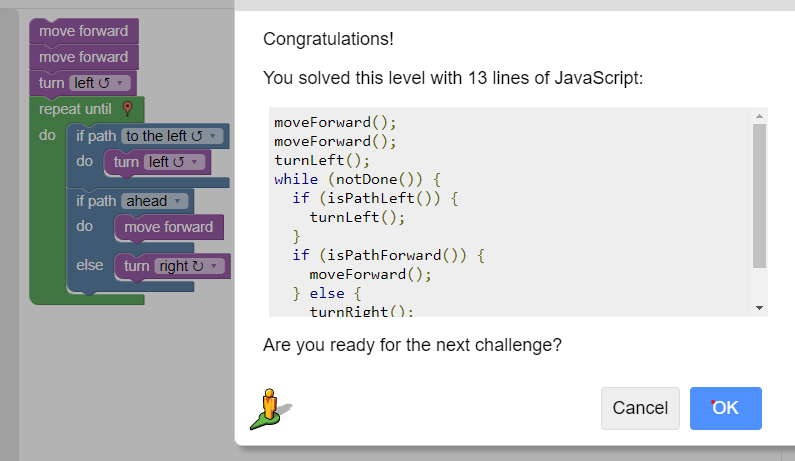 move forward
move forward
turn left ↺
repeat until
do if path to the left ↺
do turn left ↺
if path ahead
do move forward
else turn right ↻
Congratulations!
You solved this level with 13 lines of JavaScript:
moveForward();
moveForward();
turnLeft();
while (notDone()) {
if (isPathLeft()) {
turnLeft();
}
if (isPathForward()) {
moveForward();
} else {
turnRight();
Are you ready for the next challenge?
Cancel OK